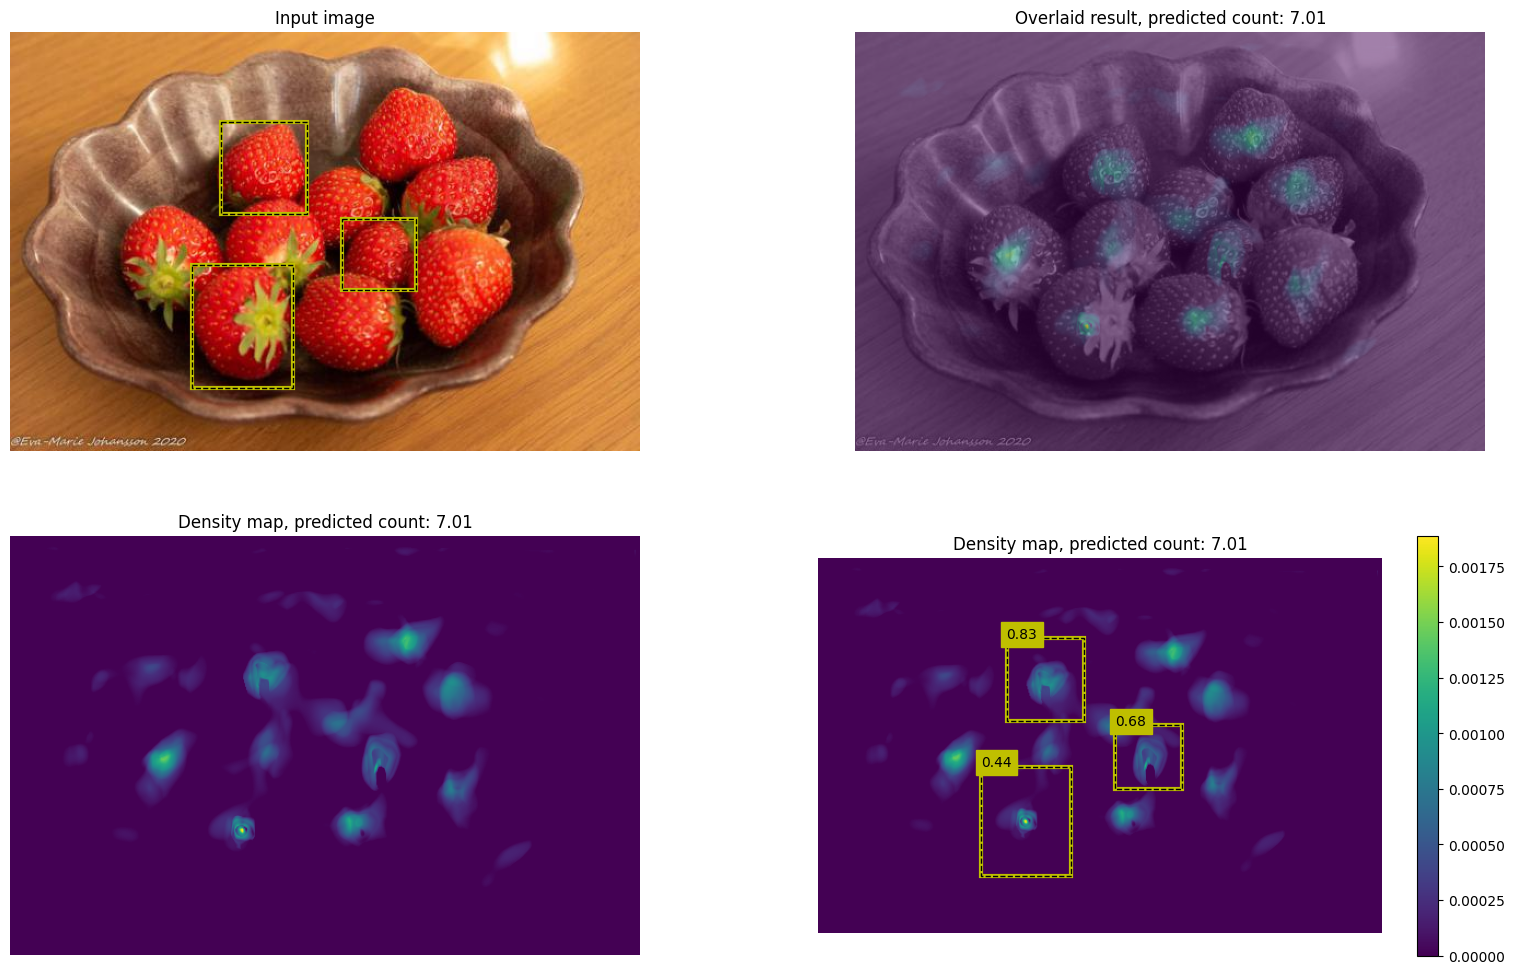 Input image
Overlaid result, predicted count: 7.01
@Eva-Marie Johansson 2020
@Eva-Marie Johansson 2020
Density map, predicted count: 7.01
Density map, predicted count: 7.01
0.83
0.68
0.44
0.00175
0.00150
0.00125
0.00100
0.00075
0.00050
0.00025
0.00000